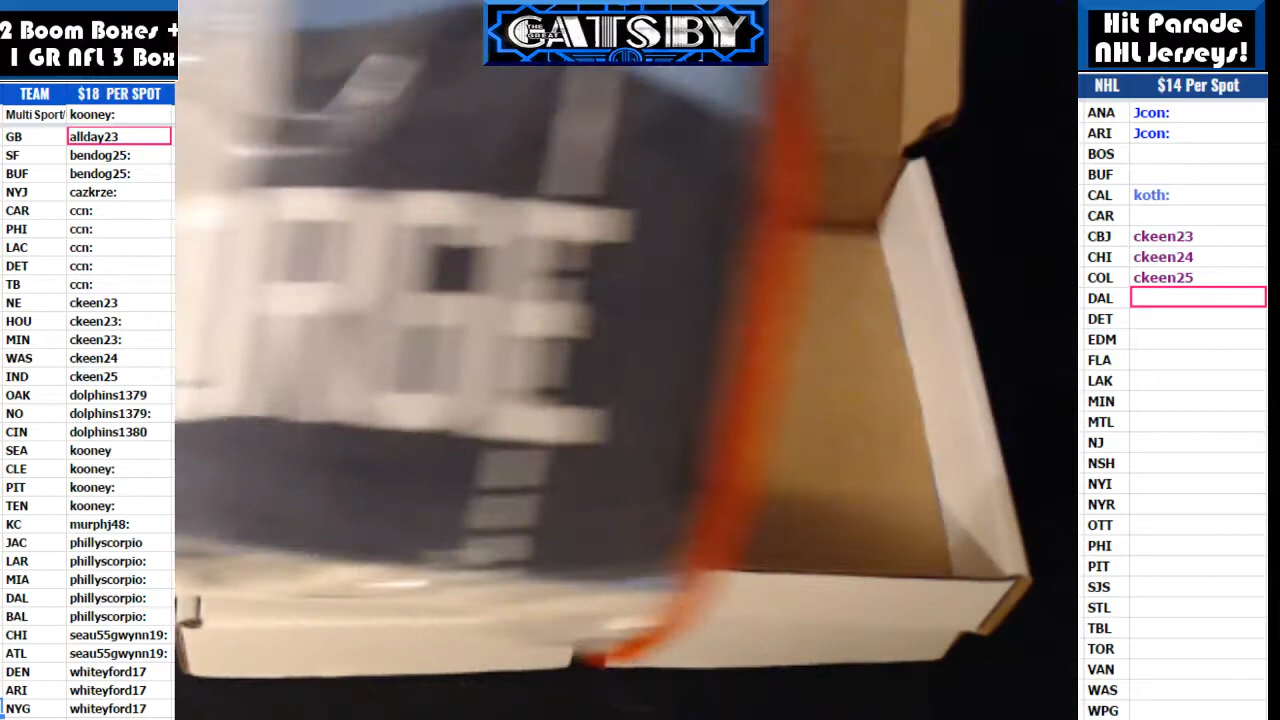 2 Boom Boxes +
1 GR NFL 3 Box
TEAM $18 PER SPOT
Multi Sport/ kooney:
GB allday23
SF bendog25:
BUF bendog25:
NYJ cazkrze:
CAR ccn:
PHI ccn:
LAC ccn:
DET ccn:
TB ccn:
NE ckeen23
HOU ckeen23:
MIN ckeen23:
WAS ckeen24
IND ckeen25
OAK dolphins1379
NO dolphins1379:
CIN dolphins1380
SEA kooney
CLE kooney:
PIT kooney:
TEN kooney:
KC murphj48:
JAC phillyscorpio
LAR phillyscorpio:
MIA phillyscorpio:
DAL phillyscorpio:
BAL phillyscorpio:
CHI seau55gwynn19:
ATL seau55gwynn19:
DEN whiteyford17
ARI whiteyford17
NYG whiteyford17
THE GREAT
GATSBY
Hit Parade
NHL Jerseys!
NHL $14 Per Spot
ANA Jcon:
ARI Jcon:
BOS
BUF
CAL koth:
CAR
CBJ ckeen23
CHI ckeen24
COL ckeen25
DAL
DET
EDM
FLA
LAK
MIN
MTL
NJ
NSH
NYI
NYR
OTT
PHI
PIT
SJS
STL
TBL
TOR
VAN
WAS
WPG